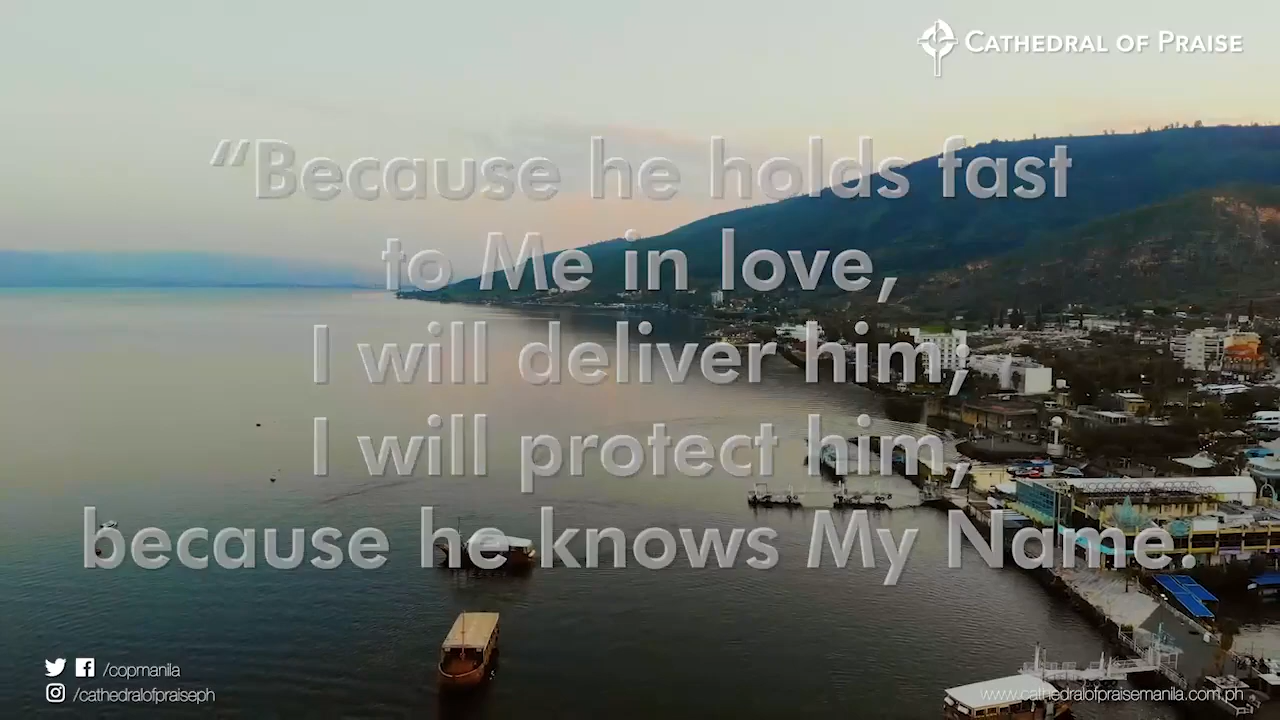 CATHEDRAL OF PRAISE
“Because he holds fast
to Me in love,
I will deliver him;
I will protect him,
because he knows My Name.
/copmanila
/cathedralofpraiseph
www.cathedralofpraisemanila.com.ph